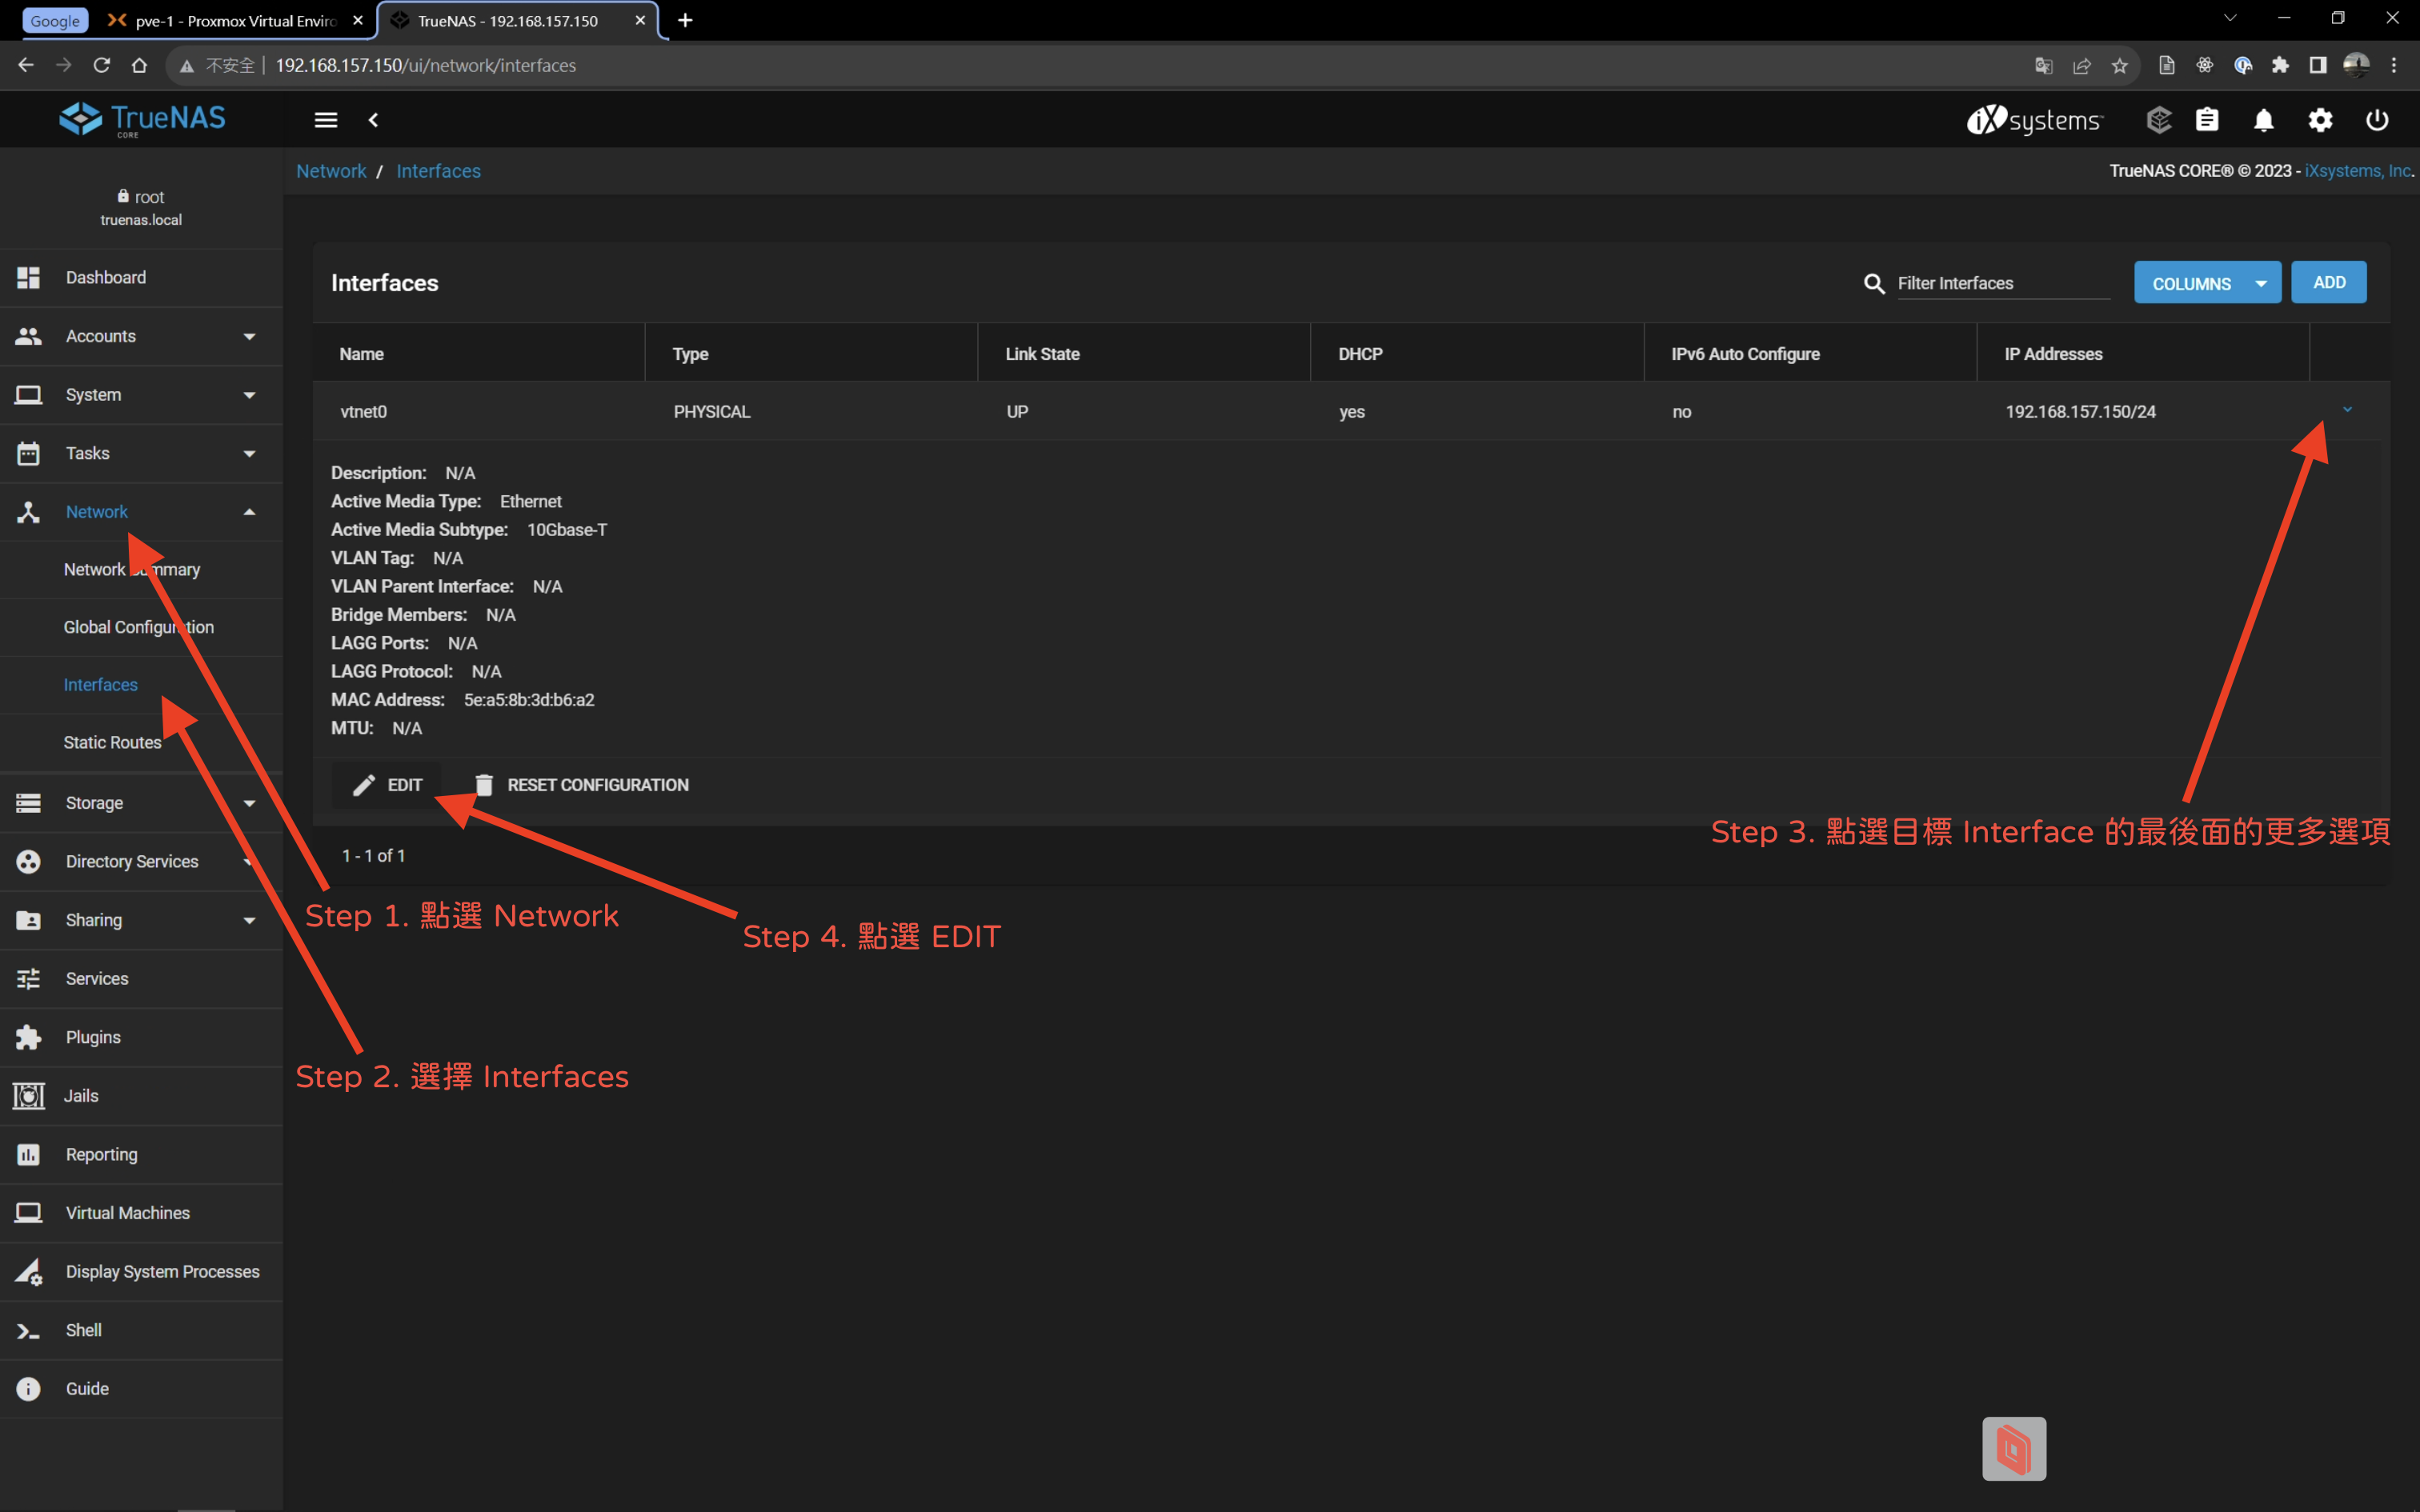 Google
pve-1 - Proxmox Virtual Enviro
TrueNAS - 192.168.157.150
不安全 | 192.168.157.150/ui/network/interfaces
TrueNAS
CORE
iXsystems™
Network / Interfaces
TrueNAS CORE® © 2023 - iXsystems, Inc.
root
truenas.local
Dashboard
Accounts
System
Tasks
Network
Network Summary
Global Configuration
Interfaces
Static Routes
Storage
Directory Services
Sharing
Services
Plugins
Jails
Reporting
Virtual Machines
Display System Processes
Shell
Guide
Interfaces
Filter Interfaces
COLUMNS
ADD
Name Type Link State DHCP IPv6 Auto Configure IP Addresses
vtnet0 PHYSICAL UP yes no 192.168.157.150/24
Description: N/A
Active Media Type: Ethernet
Active Media Subtype: 10Gbase-T
VLAN Tag: N/A
VLAN Parent Interface: N/A
Bridge Members: N/A
LAGG Ports: N/A
LAGG Protocol: N/A
MAC Address: 5e:a5:8b:3d:b6:a2
MTU: N/A
EDIT
RESET CONFIGURATION
1 - 1 of 1
Step 3. 點選目標 Interface 的最後面的更多選項
Step 1. 點選 Network
Step 4. 點選 EDIT
Step 2. 選擇 Interfaces